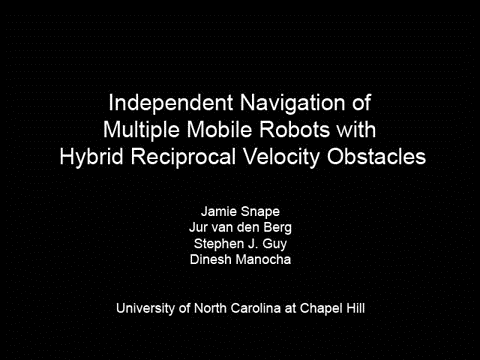 Independent Navigation of
Multiple Mobile Robots with
Hybrid Reciprocal Velocity Obstacles
Jamie Snape
Jur van den Berg
Stephen J. Guy
Dinesh Manocha
University of North Carolina at Chapel Hill